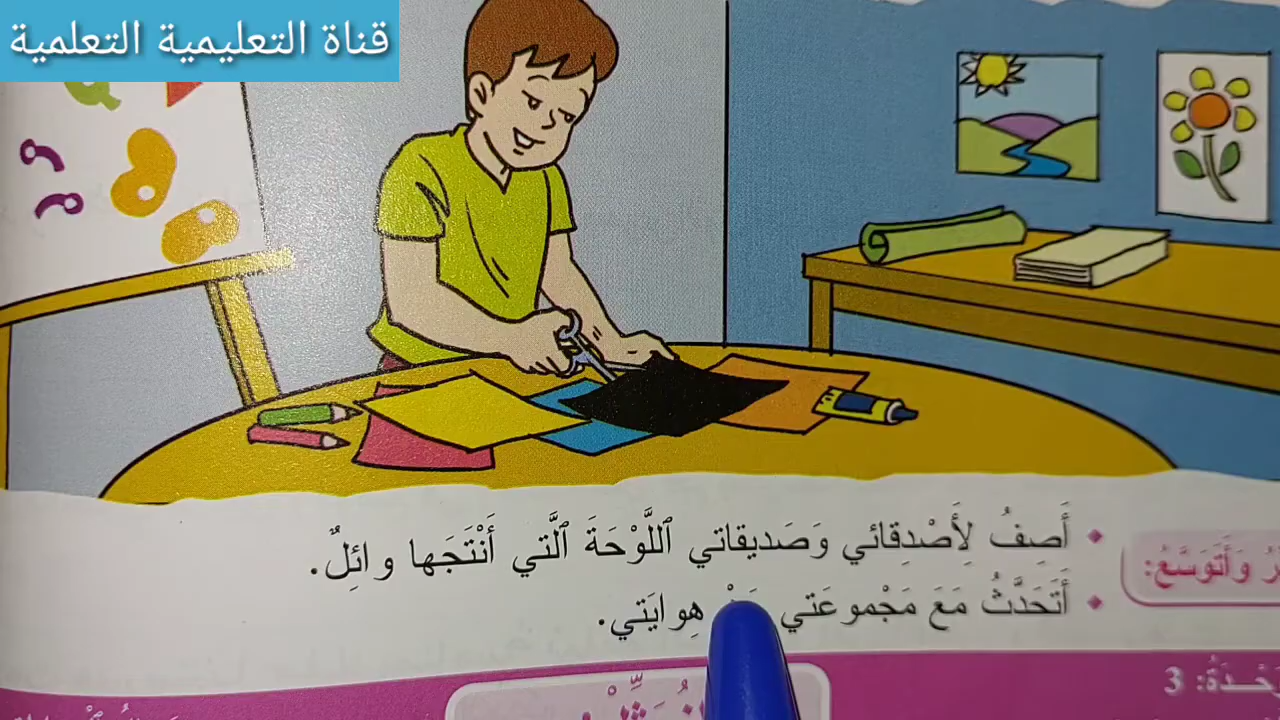 قناة التعليمية التعلمية
أَصِفُ لِأَصْدِقائي وَصَديقاتي ٱللَّوْحَةَ ٱلَّتي أَنْتَجَها وائِلٌ.
وَأَتَوَسَّعُ:
أَتَحَدَّثُ مَعَ مَجْموعَتي هِوايَتي.
3